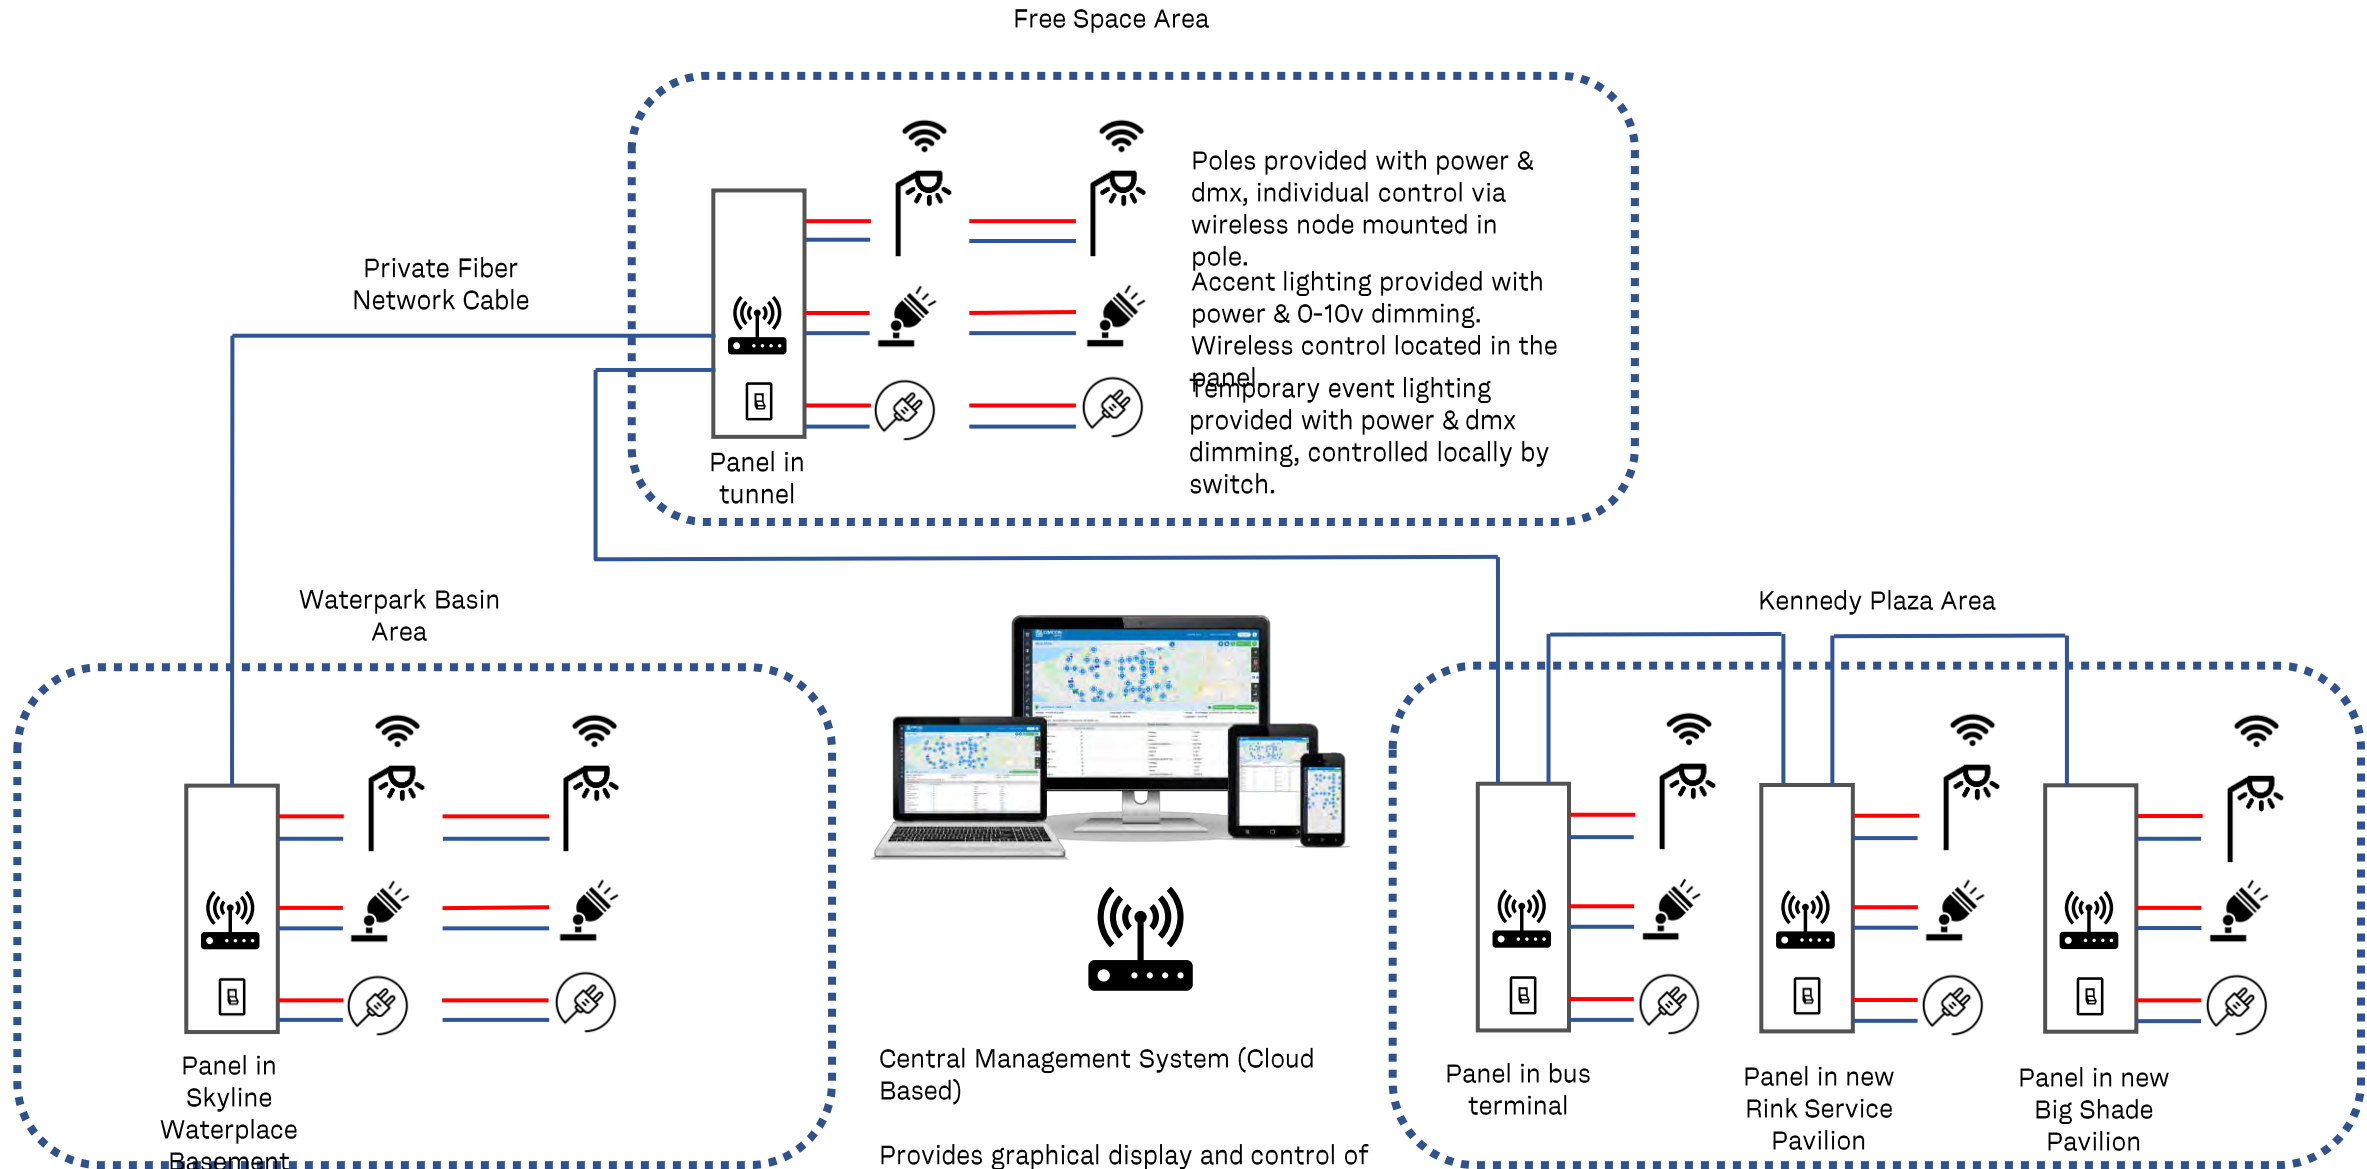 Free Space Area
Poles provided with power &
dmx, individual control via
wireless node mounted in
pole.
Accent lighting provided with
power & 0-10v dimming.
Wireless control located in the
panel.
Temporary event lighting
provided with power & dmx
dimming, controlled locally by
switch.
Private Fiber
Network Cable
Panel in
tunnel
Waterpark Basin
Area
Kennedy Plaza Area
Panel in
Skyline
Waterplace
Basement
Central Management System (Cloud
Based)
Provides graphical display and control of
Panel in bus
terminal
Panel in new
Rink Service
Pavilion
Panel in new
Big Shade
Pavilion